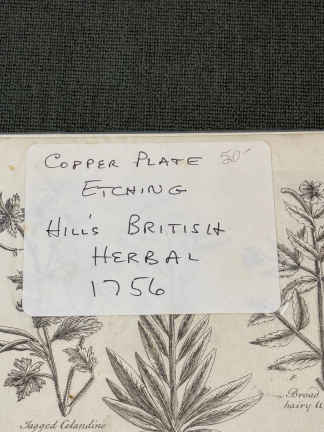 COPPER PLATE 50-
ETCHING
HILL'S BRITISH
HERBAL
1756
Jagged Celandine
Broad
hairy